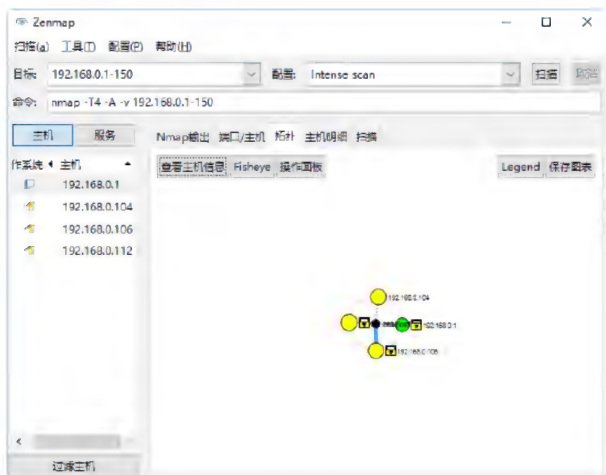 Zenmap
扫描(a) 工具(T) 配置(P) 帮助(H)
目标: 192.168.0.1-150 配置: Intense scan 扫描
命令: nmap -T4 -A -v 192.168.0.1-150
主机 服务 Nmap输出 端口/主机 拓扑 主机明细 扫描
作系统 主机 查看主机信息 Fisheye 操作面板 Legend 保存图表
192.168.0.1
192.168.0.104
192.168.0.106
192.168.0.112
192.168.0.104
192.168.0.1
192.168.0.106
过滤主机